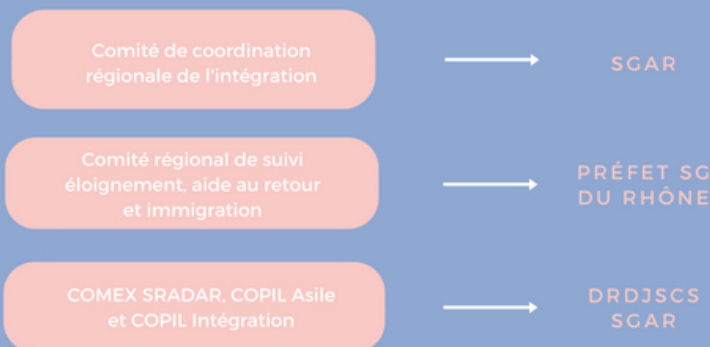 Comité de coordination
régionale de l'intégration
SGAR
Comité régional de suivi
éloignement, aide au retour
et immigration
PRÉFET SG
DU RHÔNE
COMEX SRADAR, COPIL Asile
et COPIL Intégration
DRDJSCS
SGAR